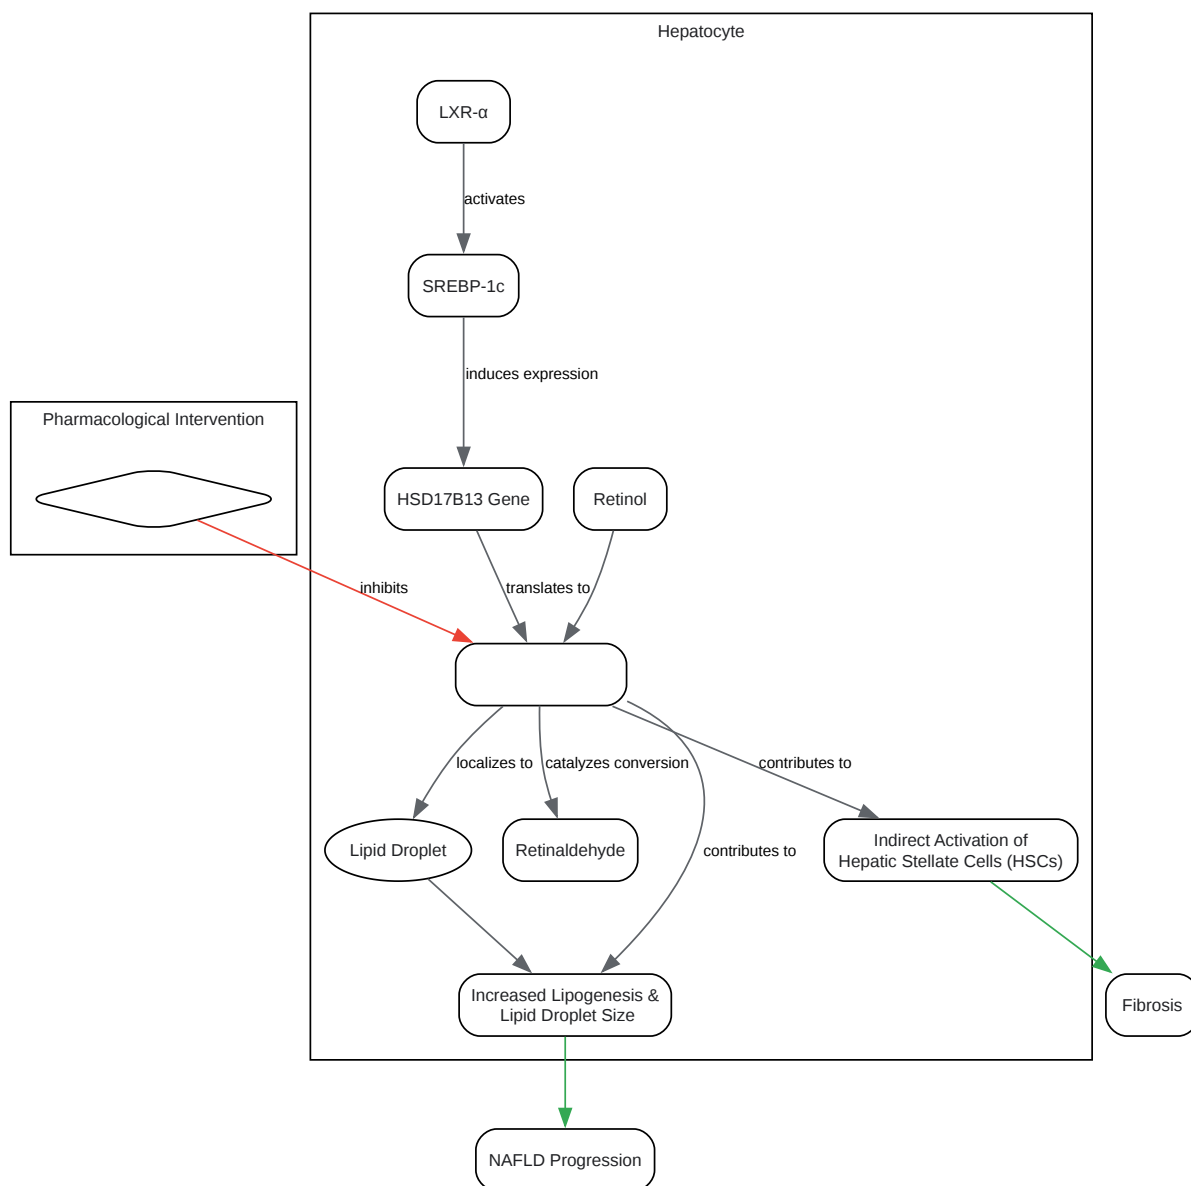 Hepatocyte
LXR-α
activates
SREBP-1c
induces expression
Pharmacological Intervention
HSD17B13 Gene
Retinol
inhibits
translates to
localizes to
catalyzes conversion
contributes to
Lipid Droplet
Retinaldehyde
contributes to
Indirect Activation of
Hepatic Stellate Cells (HSCs)
Increased Lipogenesis &
Lipid Droplet Size
Fibrosis
NAFLD Progression